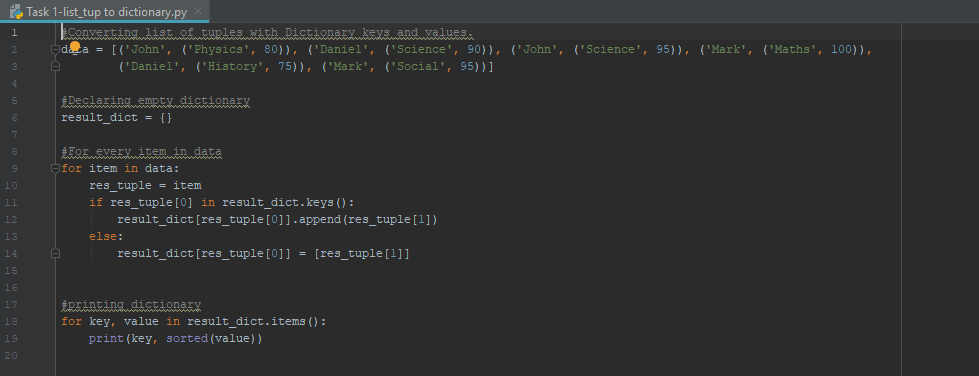 Task 1-list_tup to dictionary.py ×
1 #Converting list of tuples with Dictionary keys and values.
2 data = [('John', ('Physics', 80)), ('Daniel', ('Science', 90)), ('John', ('Science', 95)), ('Mark', ('Maths', 100)),
3         ('Daniel', ('History', 75)), ('Mark', ('Social', 95))]
4
5 #Declaring empty dictionary
6 result_dict = {}
7
8 #For every item in data
9 for item in data:
10     res_tuple = item
11     if res_tuple[0] in result_dict.keys():
12         result_dict[res_tuple[0]].append(res_tuple[1])
13     else:
14         result_dict[res_tuple[0]] = [res_tuple[1]]
15
16
17 #printing dictionary
18 for key, value in result_dict.items():
19     print(key, sorted(value))
20